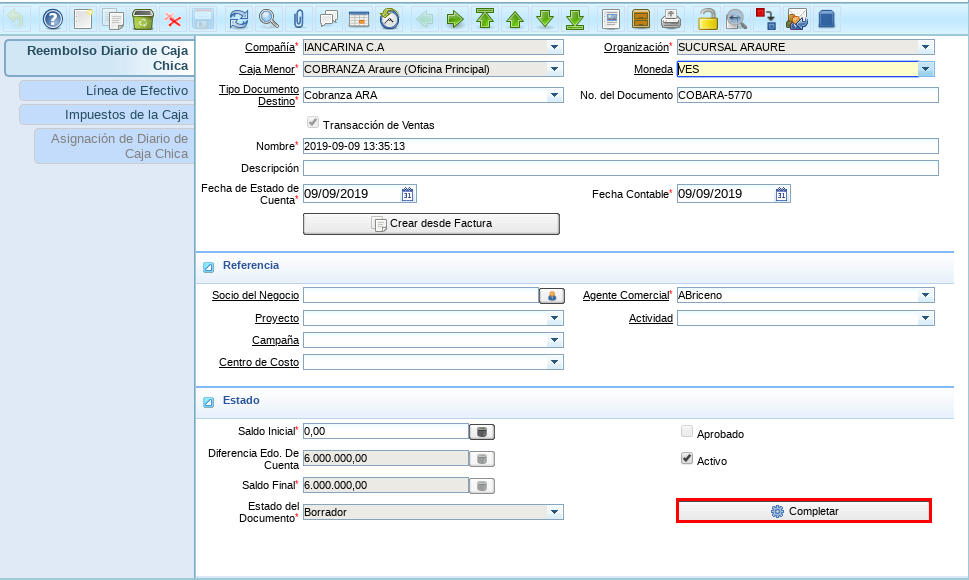 Reembolso Diario de Caja
Chica
Línea de Efectivo
Impuestos de la Caja
Asignación de Diario de
Caja Chica
Compañía* IANCARINA C.A Organización* SUCURSAL ARAURE
Caja Menor* COBRANZA Araure (Oficina Principal) Moneda VES
Tipo Documento
Destino* Cobranza ARA No. del Documento COBARA-5770
Transacción de Ventas
Nombre* 2019-09-09 13:35:13
Descripción
Fecha de Estado de
Cuenta* 09/09/2019 31 Fecha Contable* 09/09/2019 31
Crear desde Factura
Referencia
Socio del Negocio Agente Comercial* ABriceno
Proyecto Actividad
Campaña
Centro de Costo
Estado
Saldo Inicial* 0,00 Aprobado
Diferencia Edo. De
Cuenta 6.000.000,00 Activo
Saldo Final* 6.000.000,00
Estado del
Documento* Borrador Completar